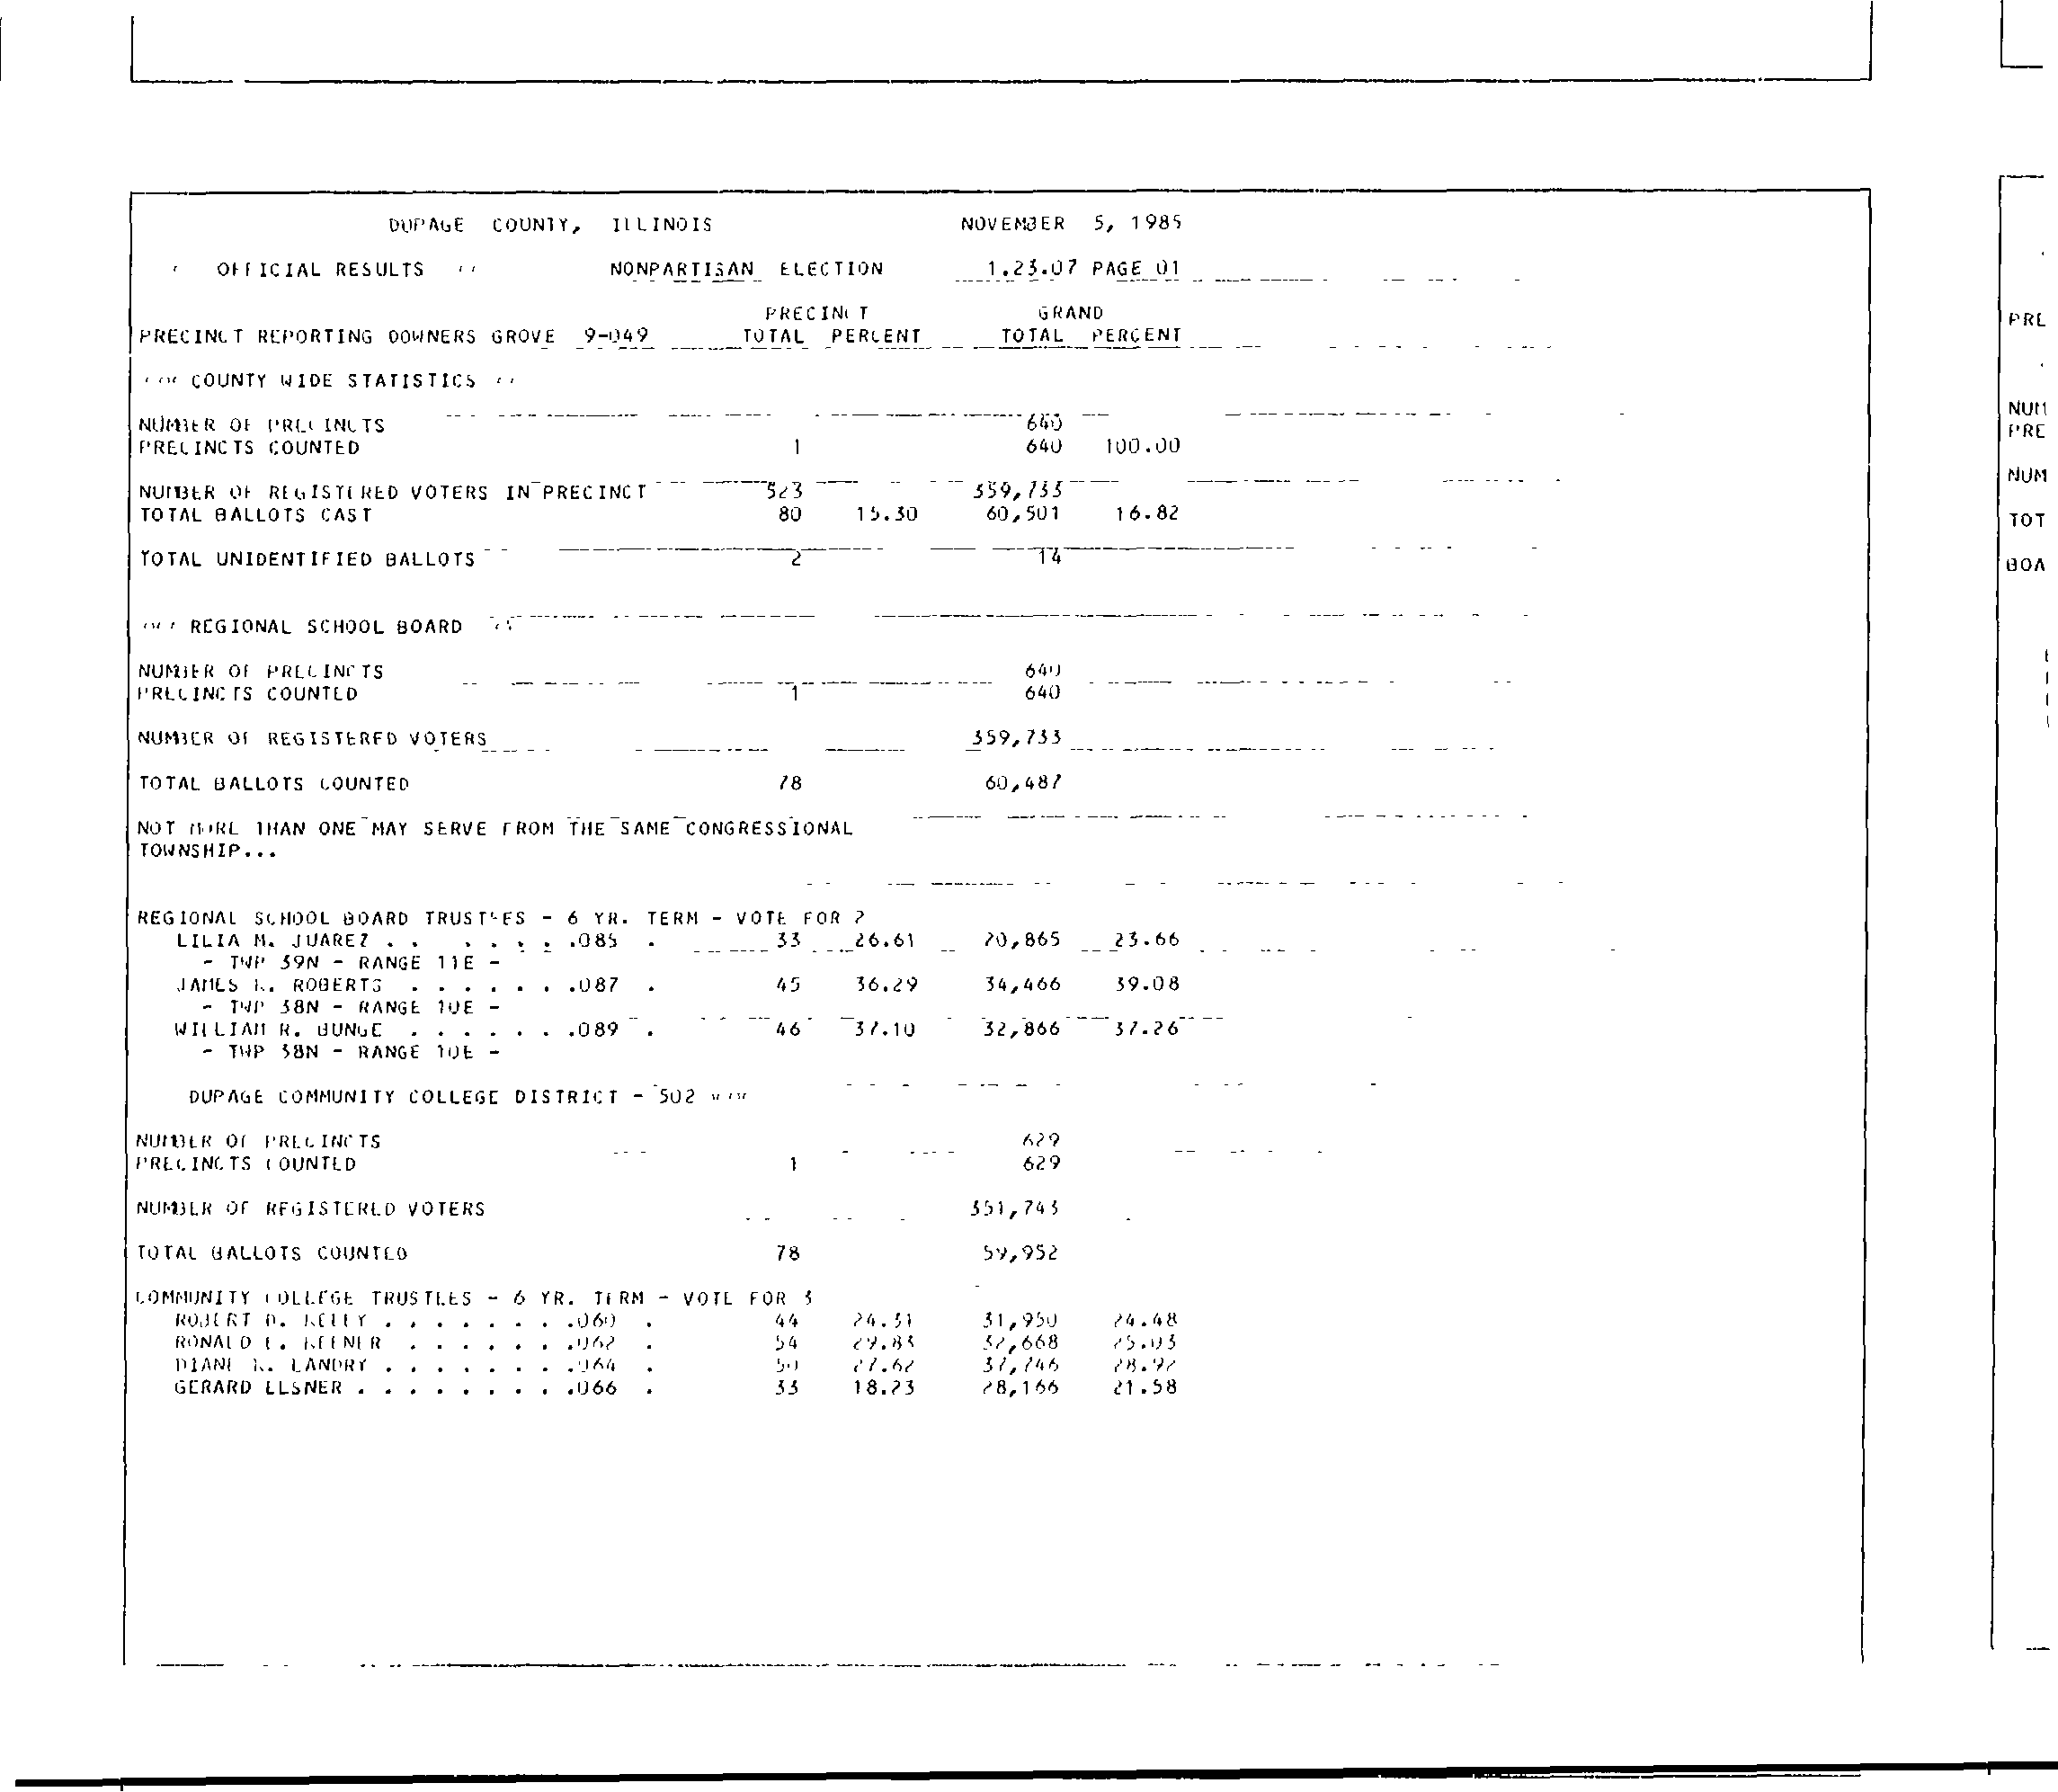 DUPAGE COUNTY, ILLINOIS NOVEMBER 5, 1985
OFFICIAL RESULTS NONPARTISAN ELECTION 1.23.07 PAGE 01
PRECINCT GRAND
PRECINCT REPORTING DOWNERS GROVE 9-049 TOTAL PERCENT TOTAL PERCENT
COUNTY WIDE STATISTICS
NUMBER OF PRECINCTS 640
PRECINCTS COUNTED 1 640 100.00
NUMBER OF REGISTERED VOTERS IN PRECINCT 523 359,733
TOTAL BALLOTS CAST 80 15.30 60,501 16.82
TOTAL UNIDENTIFIED BALLOTS 2 14
REGIONAL SCHOOL BOARD
NUMBER OF PRECINCTS 640
PRECINCTS COUNTED 1 640
NUMBER OF REGISTERED VOTERS 359,733
TOTAL BALLOTS COUNTED 78 60,487
NOT MORE THAN ONE MAY SERVE FROM THE SAME CONGRESSIONAL
TOWNSHIP...
REGIONAL SCHOOL BOARD TRUSTEES - 6 YR. TERM - VOTE FOR 2
LILIA M. JUAREZ . . . . . . .085 . 33 26.61 20,865 23.66
- TWP 39N - RANGE 11E -
JAMES K. ROBERTS . . . . . . .087 . 45 36.29 34,466 39.08
- TWP 38N - RANGE 10E -
WILLIAM R. BUNGE . . . . . . .089 . 46 37.10 32,866 37.26
- TWP 38N - RANGE 10E -
DUPAGE COMMUNITY COLLEGE DISTRICT - 502
NUMBER OF PRECINCTS 629
PRECINCTS COUNTED 1 629
NUMBER OF REGISTERED VOTERS 351,743
TOTAL BALLOTS COUNTED 78 59,952
COMMUNITY COLLEGE TRUSTEES - 6 YR. TERM - VOTE FOR 3
ROBERT D. KELLY . . . . . . . .060 . 44 24.31 31,950 24.48
RONALD E. KEENER . . . . . . .062 . 54 29.83 32,668 25.03
DIANE K. LANDRY . . . . . . . .064 . 50 27.62 37,746 28.92
GERARD ELSNER . . . . . . . . .066 . 33 18.23 28,166 21.58
PRE
NUM
PRE
NUM
TOT
BOA